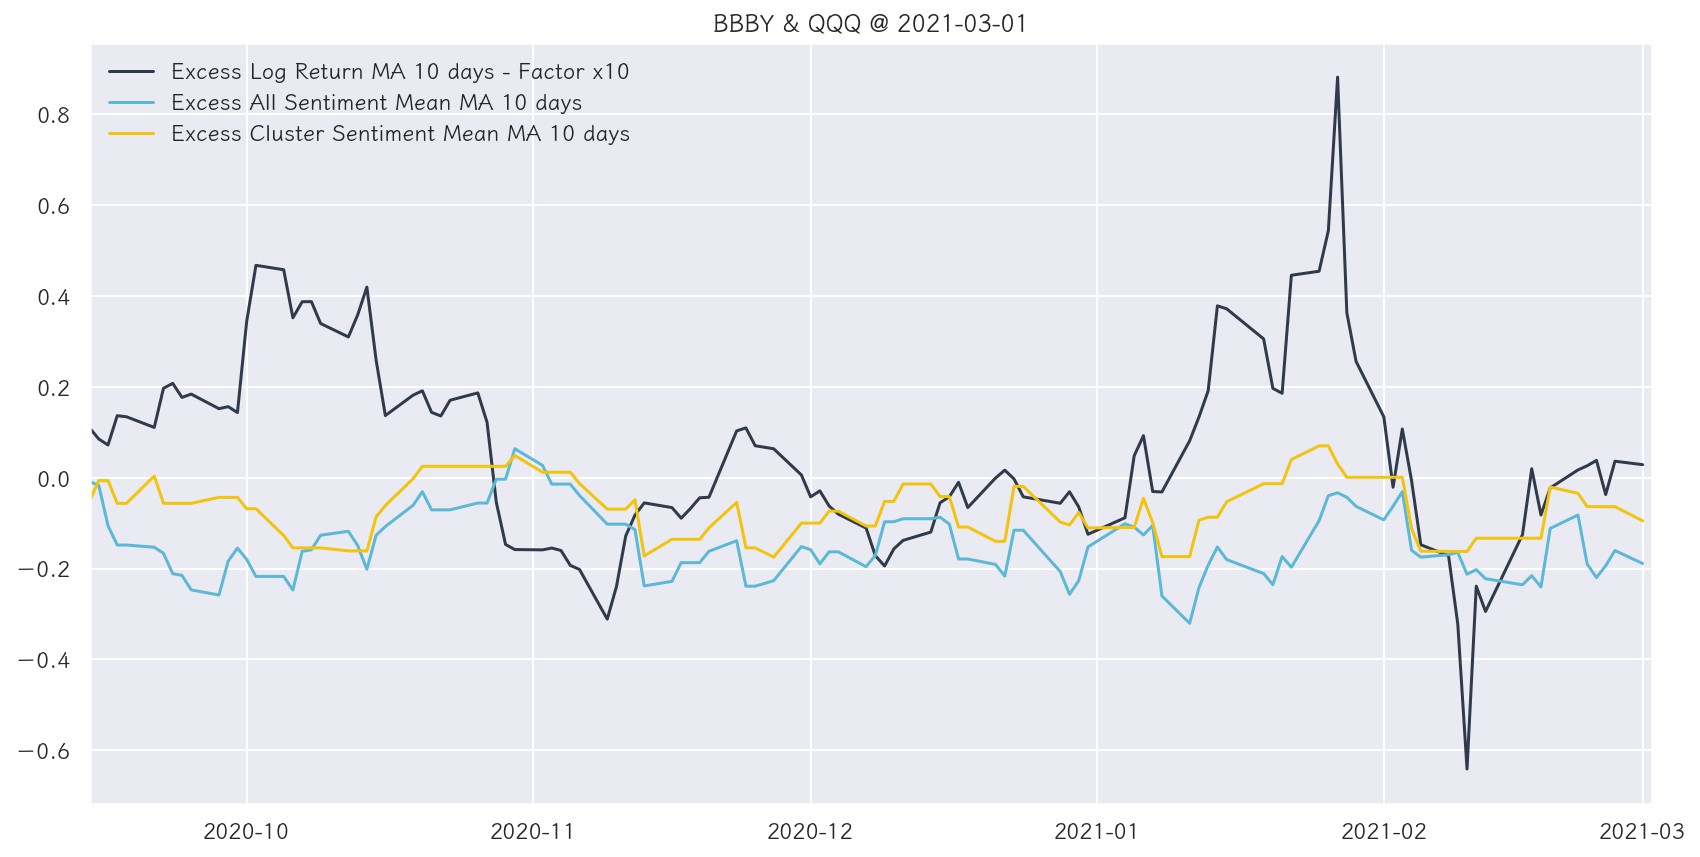 BBBY & QQQ @ 2021-03-01
Excess Log Return MA 10 days - Factor x10
Excess All Sentiment Mean MA 10 days
Excess Cluster Sentiment Mean MA 10 days
0.8
0.6
0.4
0.2
0.0
−0.2
−0.4
−0.6
2020-10 2020-11 2020-12 2021-01 2021-02 2021-03